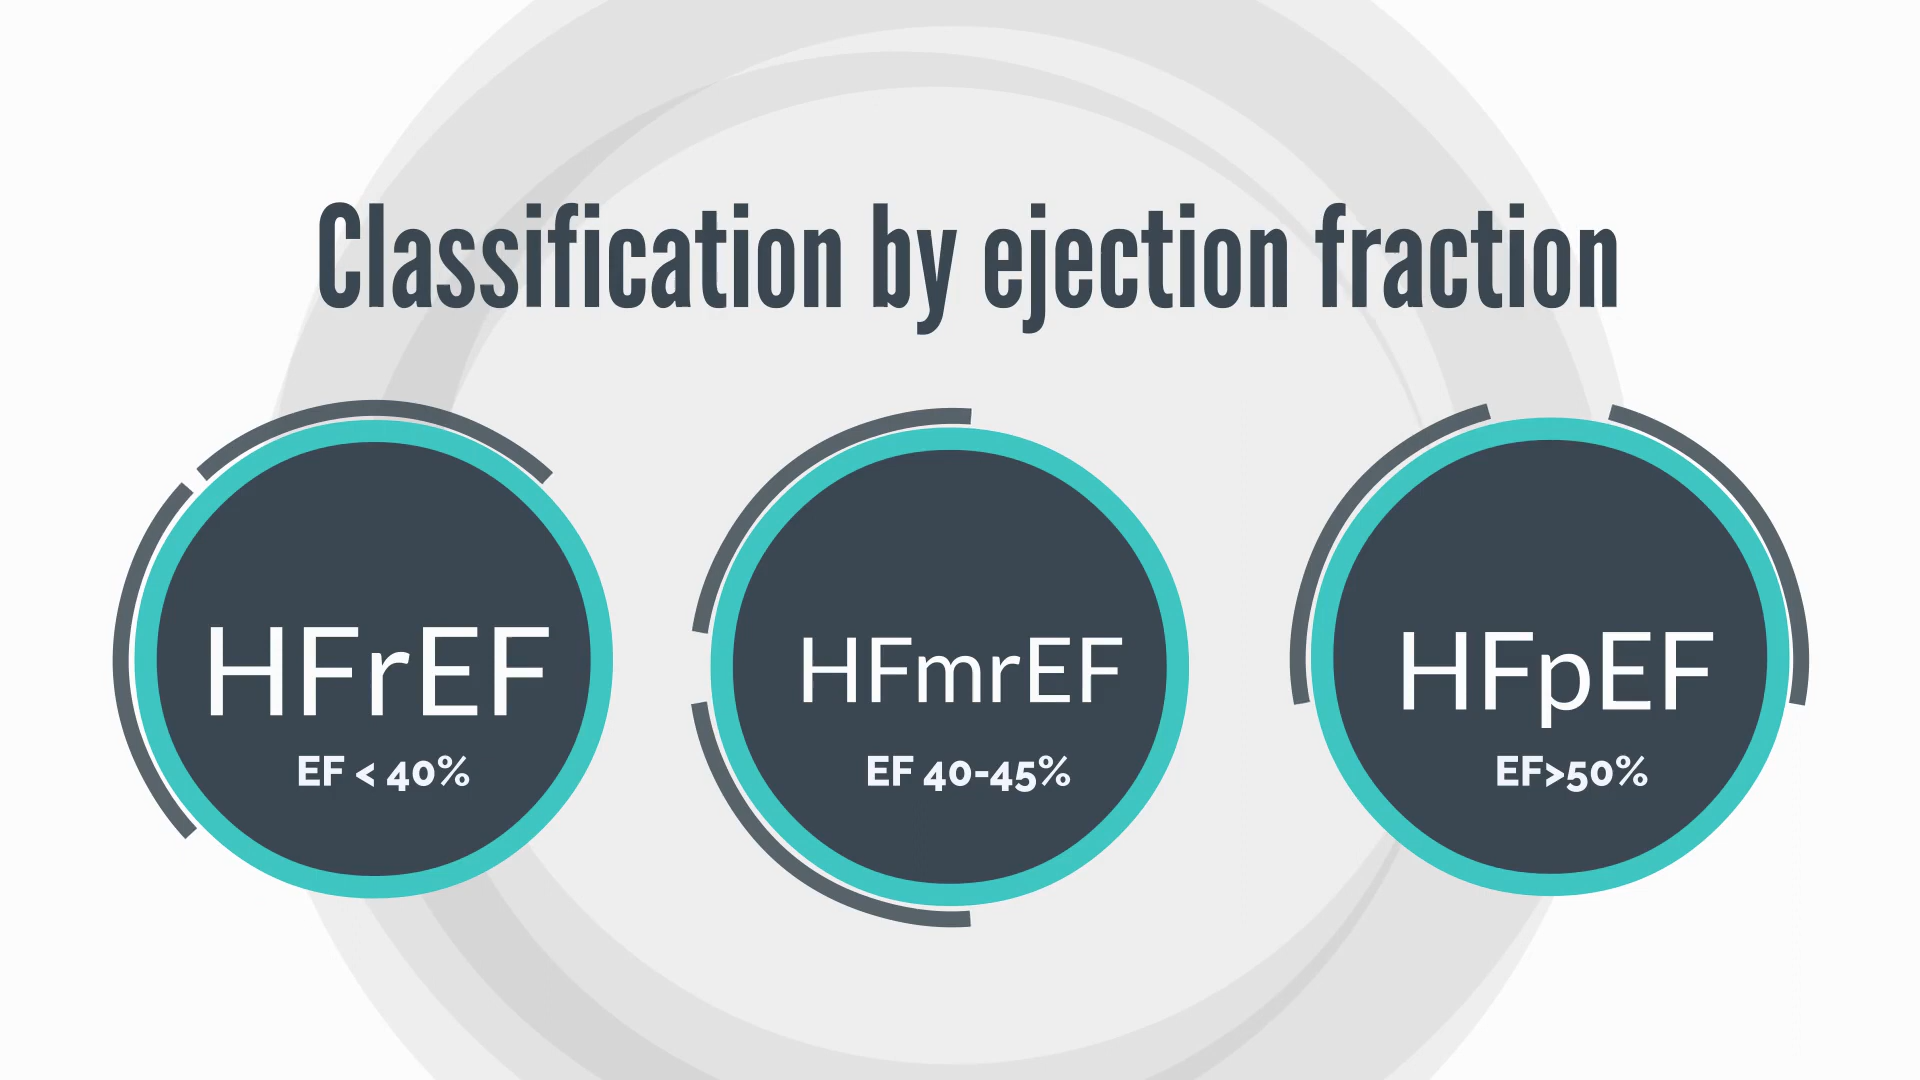 Classification by ejection fraction
HFrEF
EF < 40%
HFmrEF
EF 40-45%
HFpEF
EF>50%